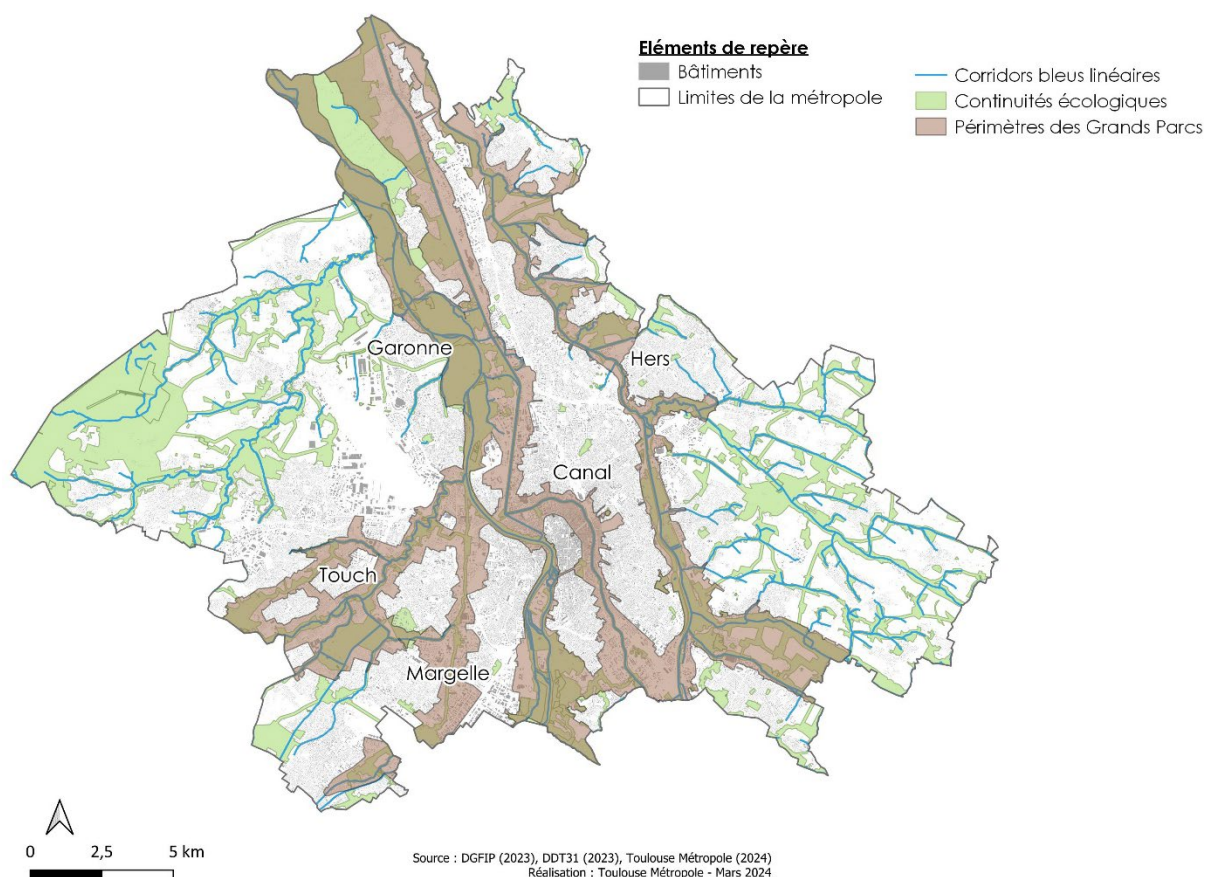 Eléments de repère
Bâtiments
Limites de la métropole
Corridors bleus linéaires
Continuités écologiques
Périmètres des Grands Parcs
Garonne
Hers
Canal
Touch
Margelle
0 2,5 5 km
Source : DGFIP (2023), DDT31 (2023), Toulouse Métropole (2024)
Réalisation : Toulouse Métropole - Mars 2024